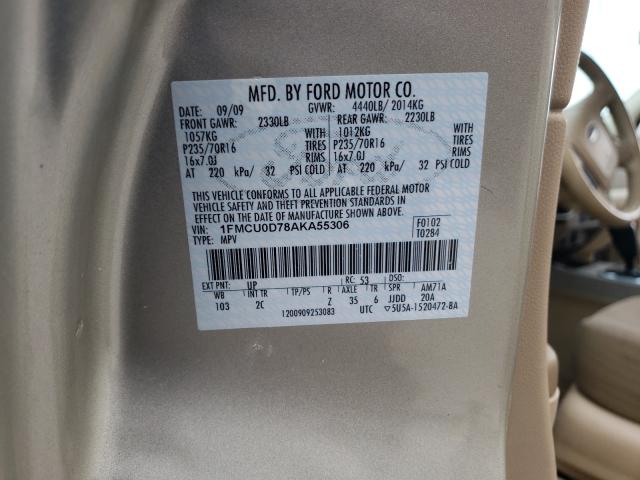 MFD. BY FORD MOTOR CO.
DATE: 09/09 GVWR: 4440LB/ 2014KG
FRONT GAWR: 2330LB REAR GAWR: 2230LB
1057KG WITH 1012KG WITH
P235/70R16 TIRES P235/70R16 TIRES
16x7.0J RIMS 16x7.0J RIMS
AT 220 kPa/ 32 PSI COLD AT 220 kPa/ 32 PSI COLD
THIS VEHICLE CONFORMS TO ALL APPLICABLE FEDERAL MOTOR
VEHICLE SAFETY AND THEFT PREVENTION STANDARDS IN
EFFECT ON THE DATE OF MANUFACTURE SHOWN ABOVE.
VIN: 1FMCU0D78AKA55306 F0102
TYPE: MPV T0284
EXT PNT: UP RC: 53 DSO:
WB INT TR TP/PS R AXLE TR SPR AM71A
103 2C Z 35 6 JJDD 20A
1200909253083 UTC ▽5U5A-1520472-BA